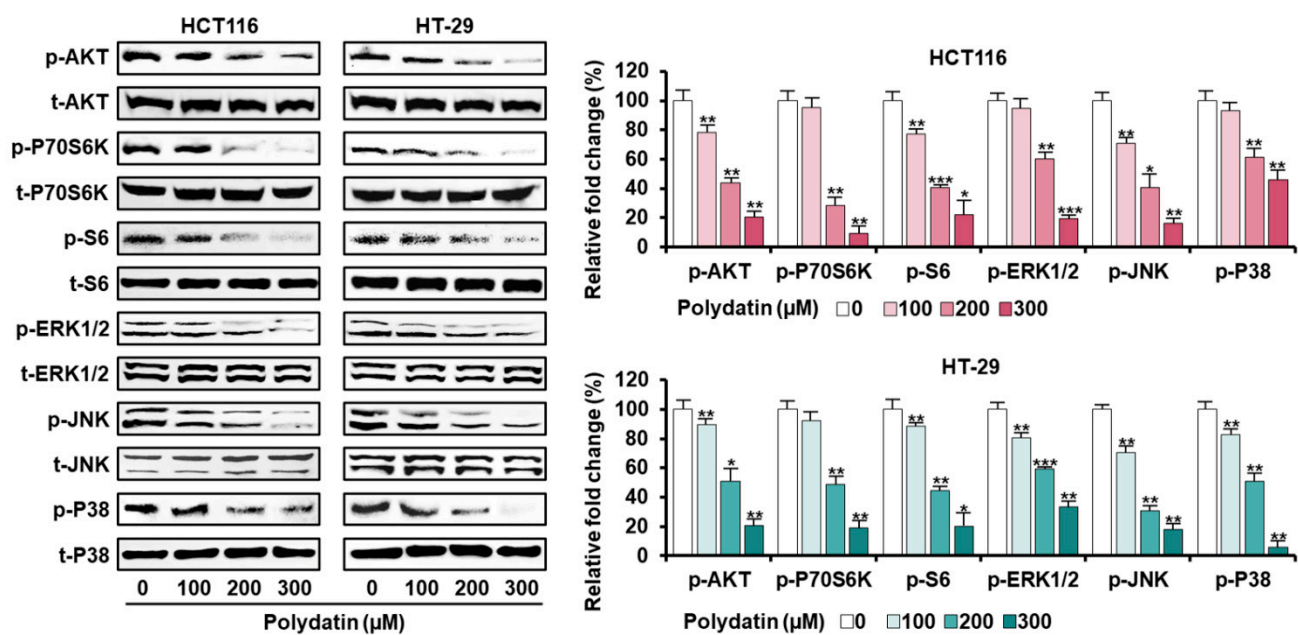 HCT116 HT-29
p-AKT
t-AKT
p-P70S6K
t-P70S6K
p-S6
t-S6
p-ERK1/2
t-ERK1/2
p-JNK
t-JNK
p-P38
t-P38
0 100 200 300 0 100 200 300
Polydatin (μM)
HCT116
Relative fold change (%)
120
100
80
60
40
20
0
** ** **
** **
** *** *
** ***
** * **
** **
p-AKT p-P70S6K p-S6 p-ERK1/2 p-JNK p-P38
Polydatin (μM) 0 100 200 300
HT-29
Relative fold change (%)
120
100
80
60
40
20
0
** * **
** **
** ** *
** *** **
** ** **
** ** **
p-AKT p-P70S6K p-S6 p-ERK1/2 p-JNK p-P38
Polydatin (μM) 0 100 200 300